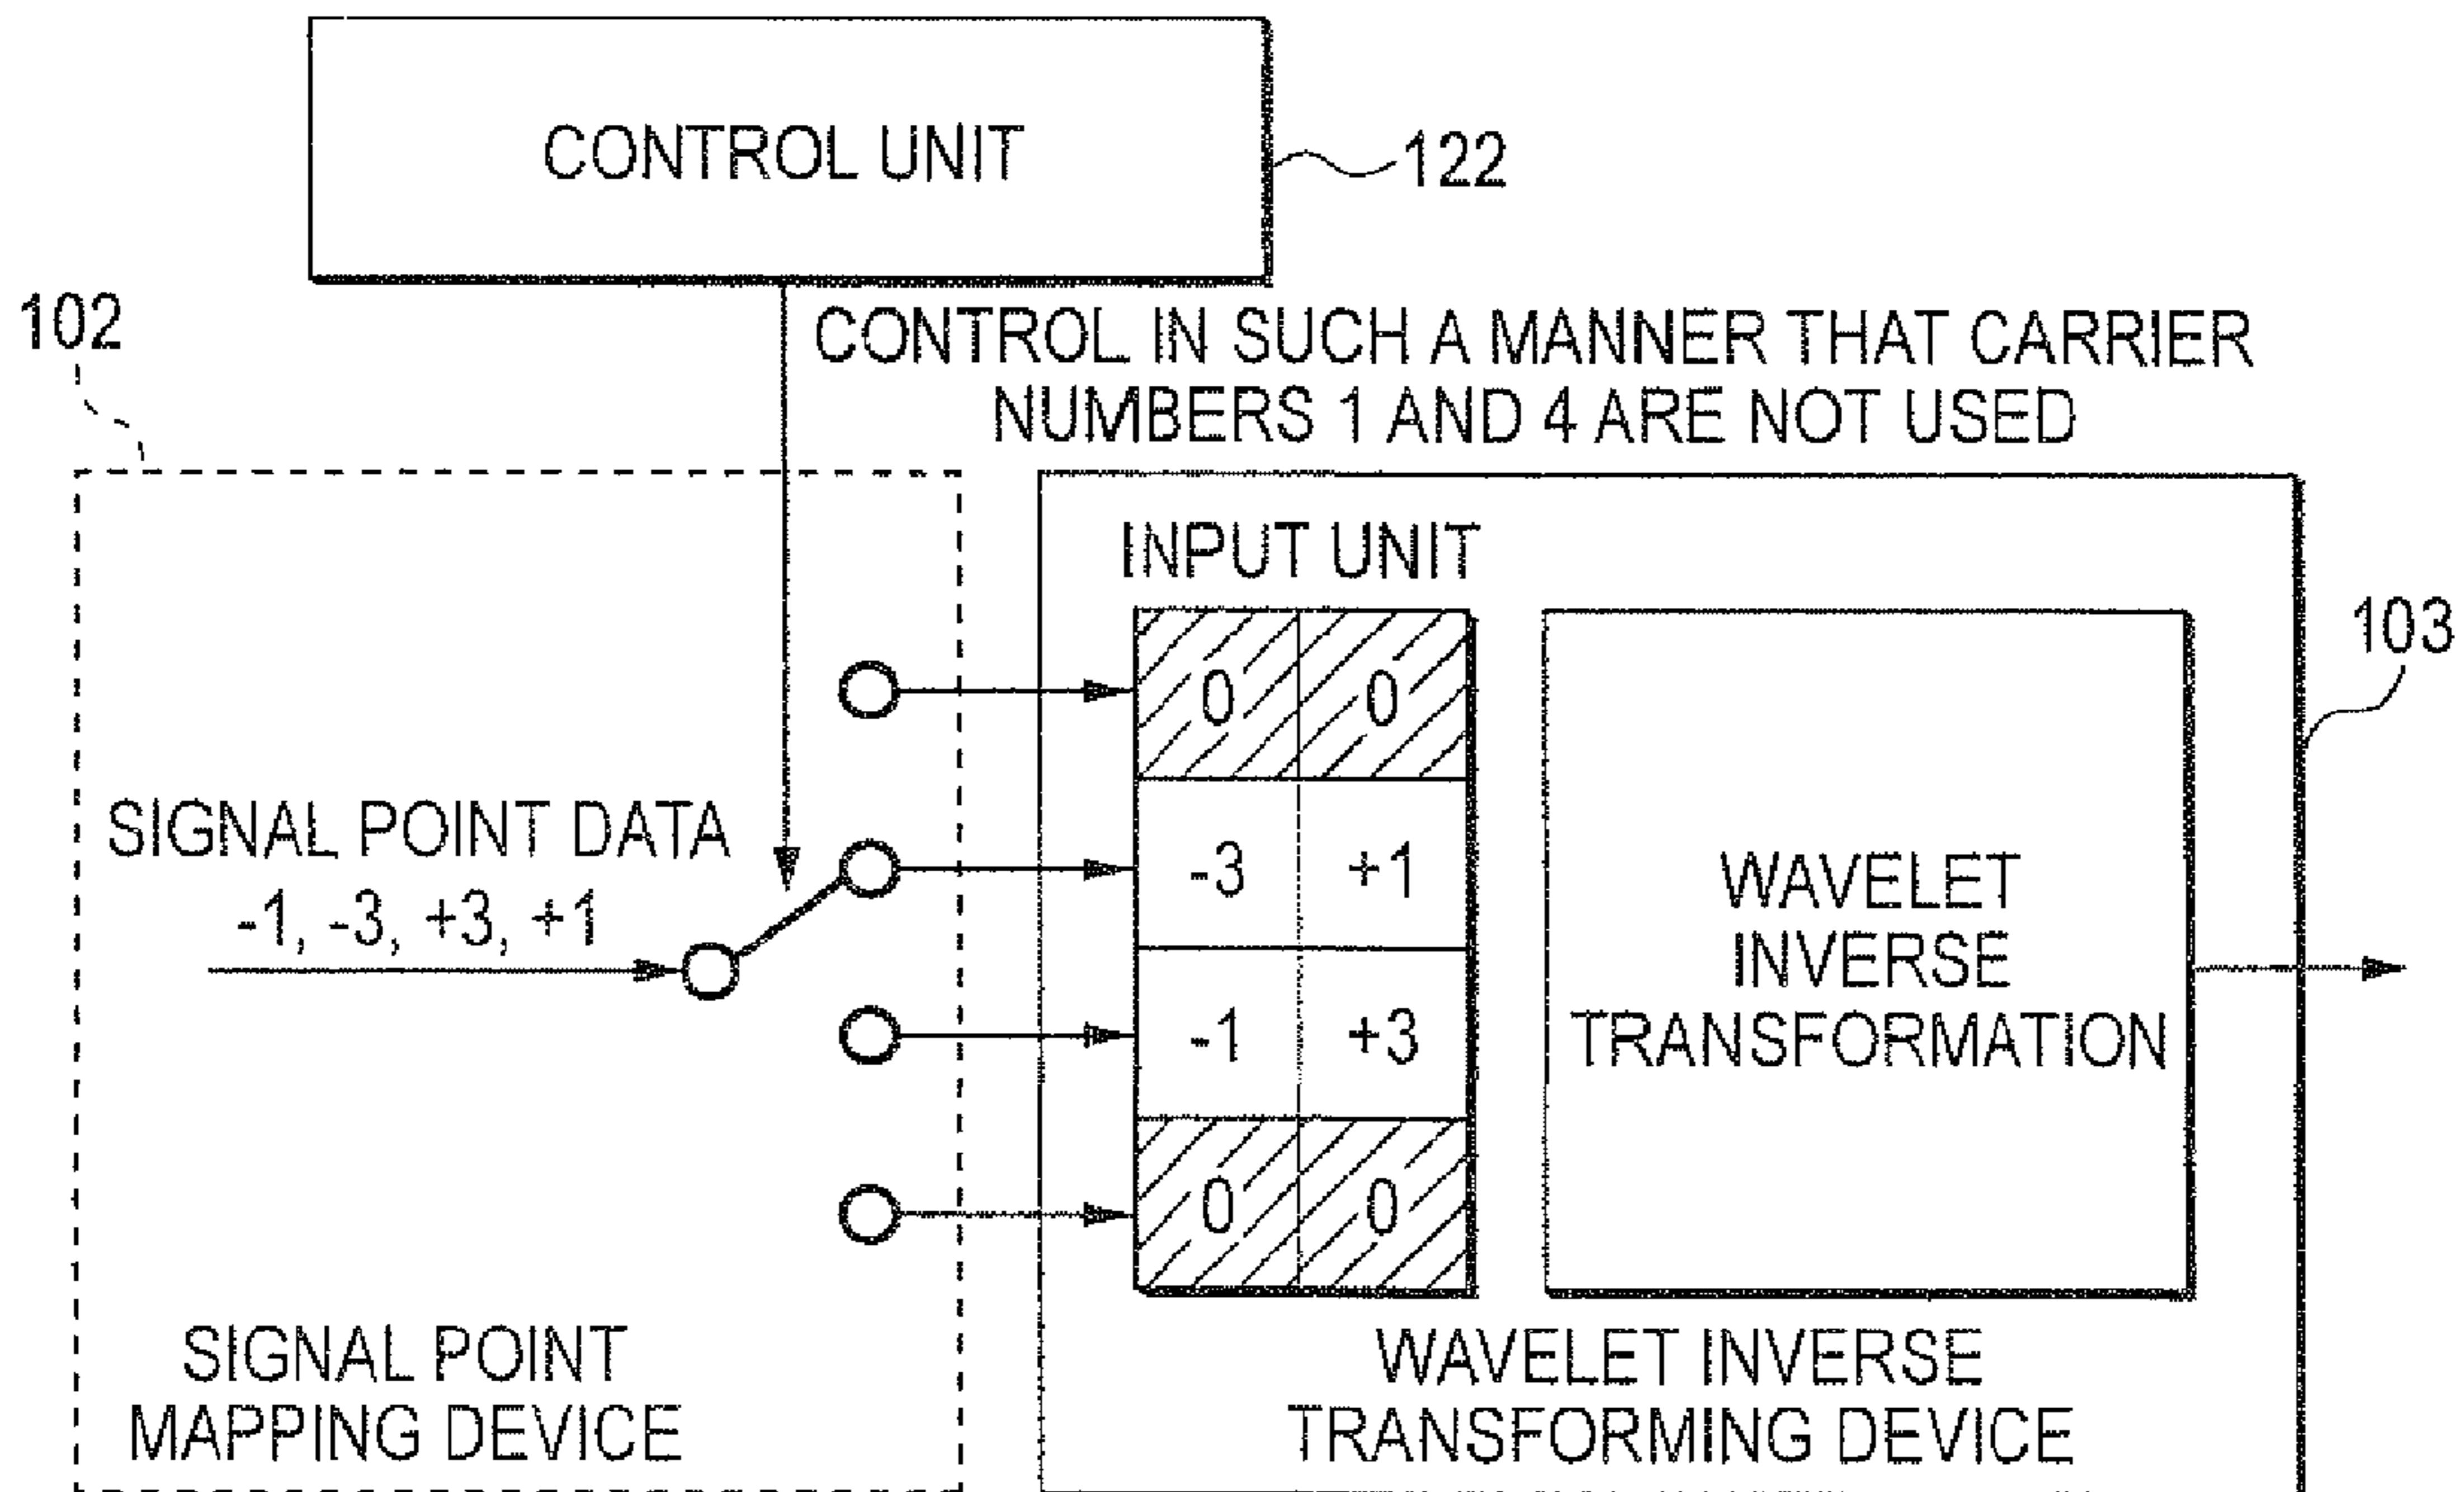 CONTROL UNIT
122
102
CONTROL IN SUCH A MANNER THAT CARRIER
NUMBERS 1 AND 4 ARE NOT USED
INPUT UNIT
103
0 0
SIGNAL POINT DATA
-1, -3, +3, +1
-3 +1
-1 +3
0 0
WAVELET
INVERSE
TRANSFORMATION
SIGNAL POINT
MAPPING DEVICE
WAVELET INVERSE
TRANSFORMING DEVICE